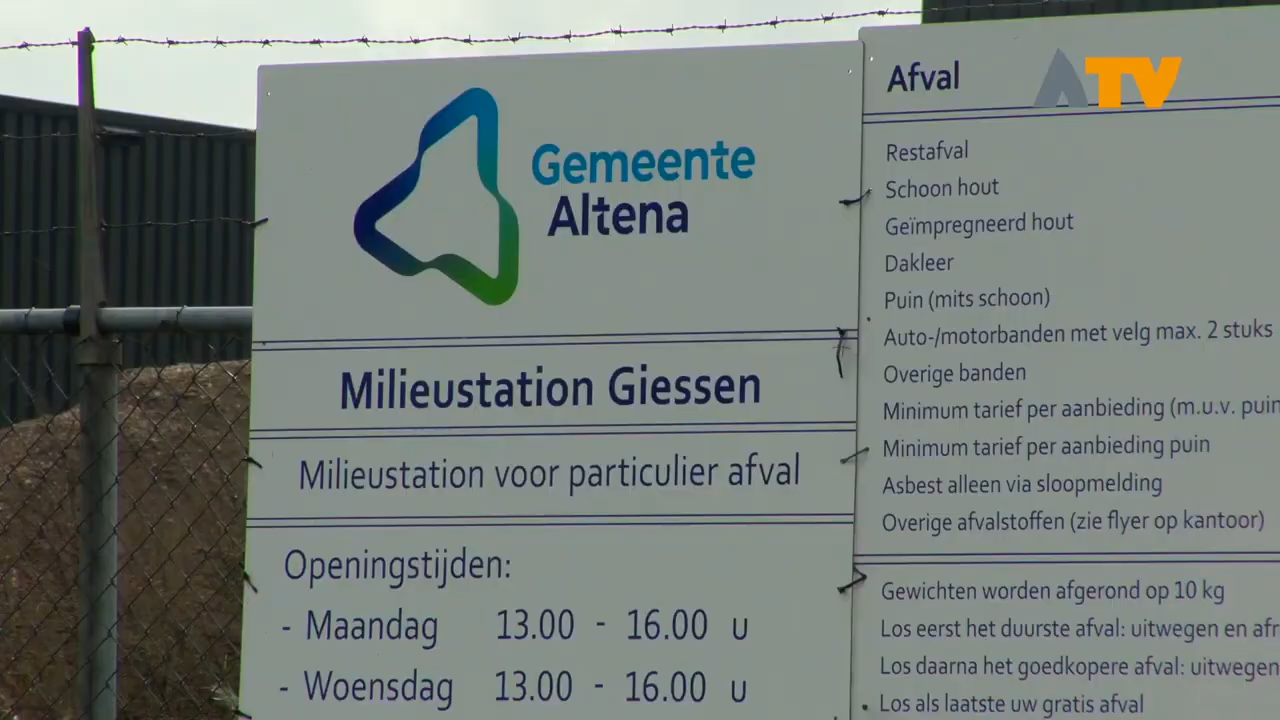 Gemeente
Altena
Milieustation Giessen
Milieustation voor particulier afval
Openingstijden:
- Maandag 13.00 - 16.00 u
- Woensdag 13.00 - 16.00 u
Afval
ATV
Restafval
Schoon hout
Geïmpregneerd hout
Dakleer
Puin (mits schoon)
Auto-/motorbanden met velg max. 2 stuks
Overige banden
Minimum tarief per aanbieding (m.u.v. puin
Minimum tarief per aanbieding puin
Asbest alleen via sloopmelding
Overige afvalstoffen (zie flyer op kantoor)
Gewichten worden afgerond op 10 kg
Los eerst het duurste afval: uitwegen en afr
Los daarna het goedkopere afval: uitwegen
Los als laatste uw gratis afval